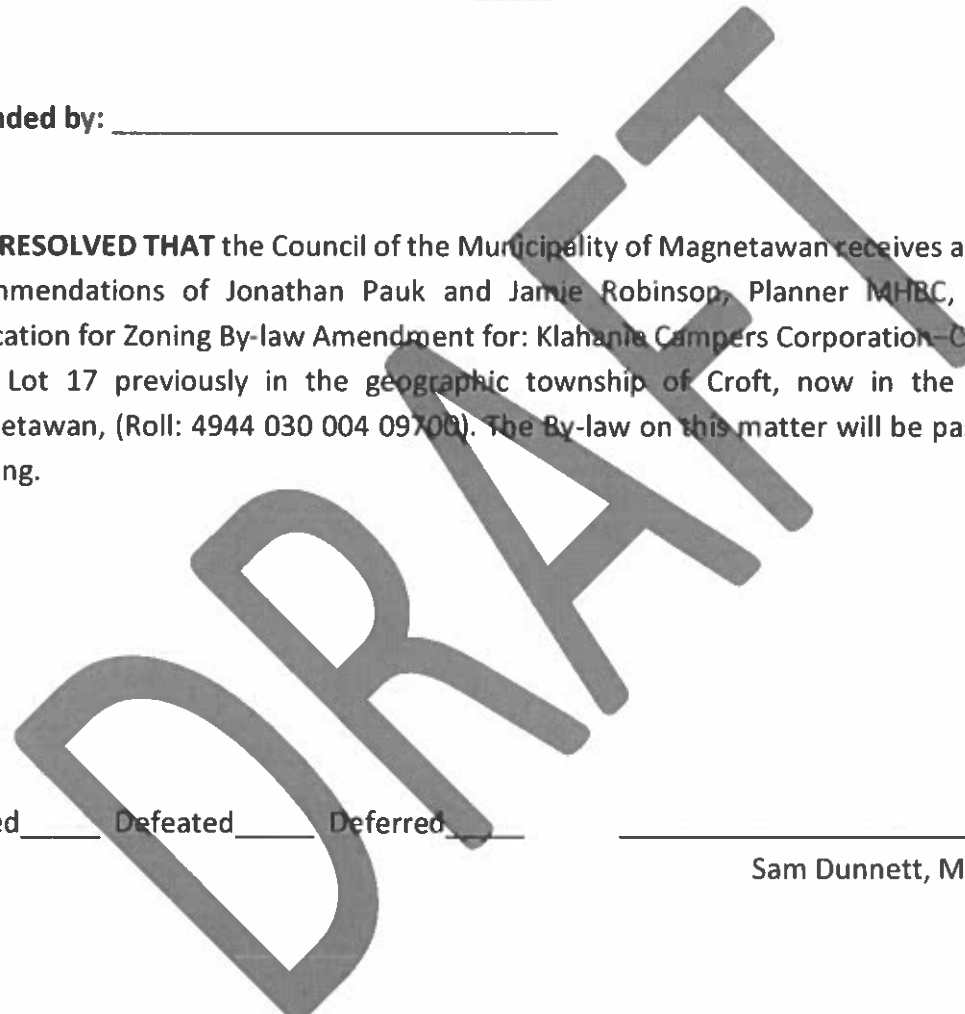 nded by: ____________________
RESOLVED THAT the Council of the Municipality of Magnetawan receives a
nmendations of Jonathan Pauk and Jamie Robinson, Planner MHBC,
cation for Zoning By-law Amendment for: Klahanie Campers Corporation–C
Lot 17 previously in the geographic township of Croft, now in the
etawan, (Roll: 4944 030 004 09700). The By-law on this matter will be pa
ng.
ed_____ Defeated_____ Deferred_____ ____________________
Sam Dunnett, M
DRAFT